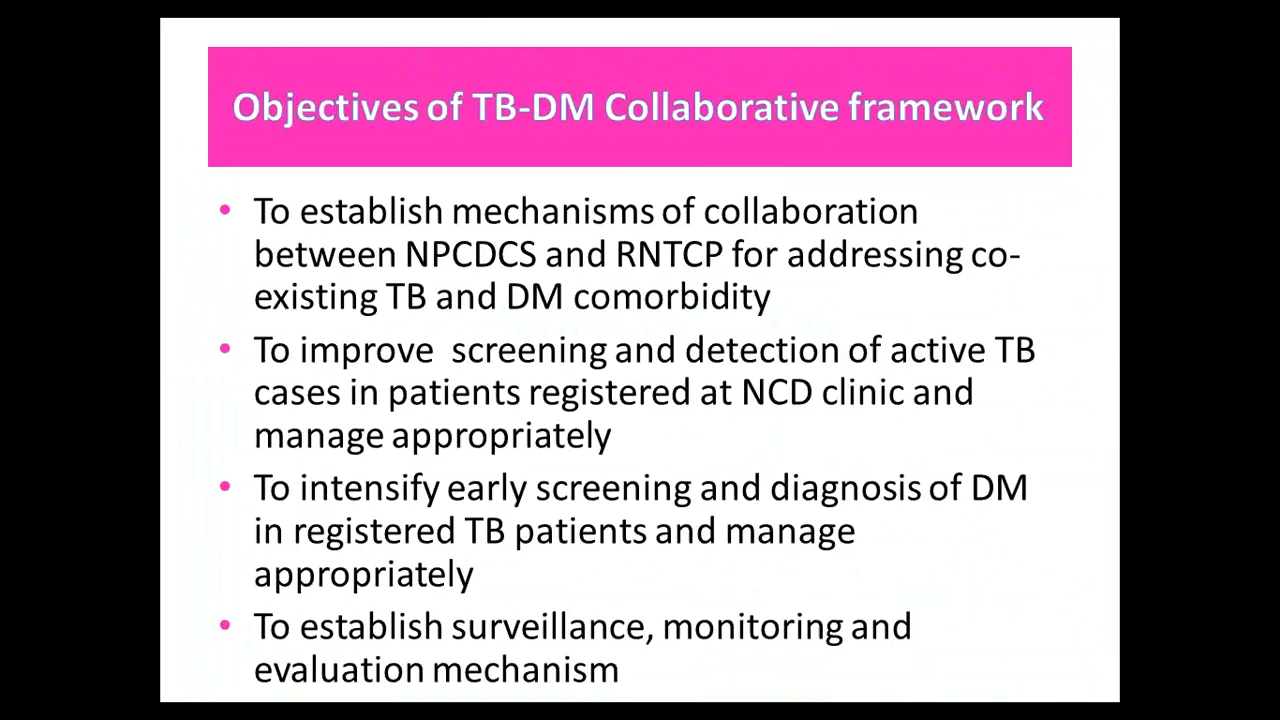 Objectives of TB-DM Collaborative framework
• To establish mechanisms of collaboration
between NPCDCS and RNTCP for addressing co-
existing TB and DM comorbidity
• To improve  screening and detection of active TB
cases in patients registered at NCD clinic and
manage appropriately
• To intensify early screening and diagnosis of DM
in registered TB patients and manage
appropriately
• To establish surveillance, monitoring and
evaluation mechanism